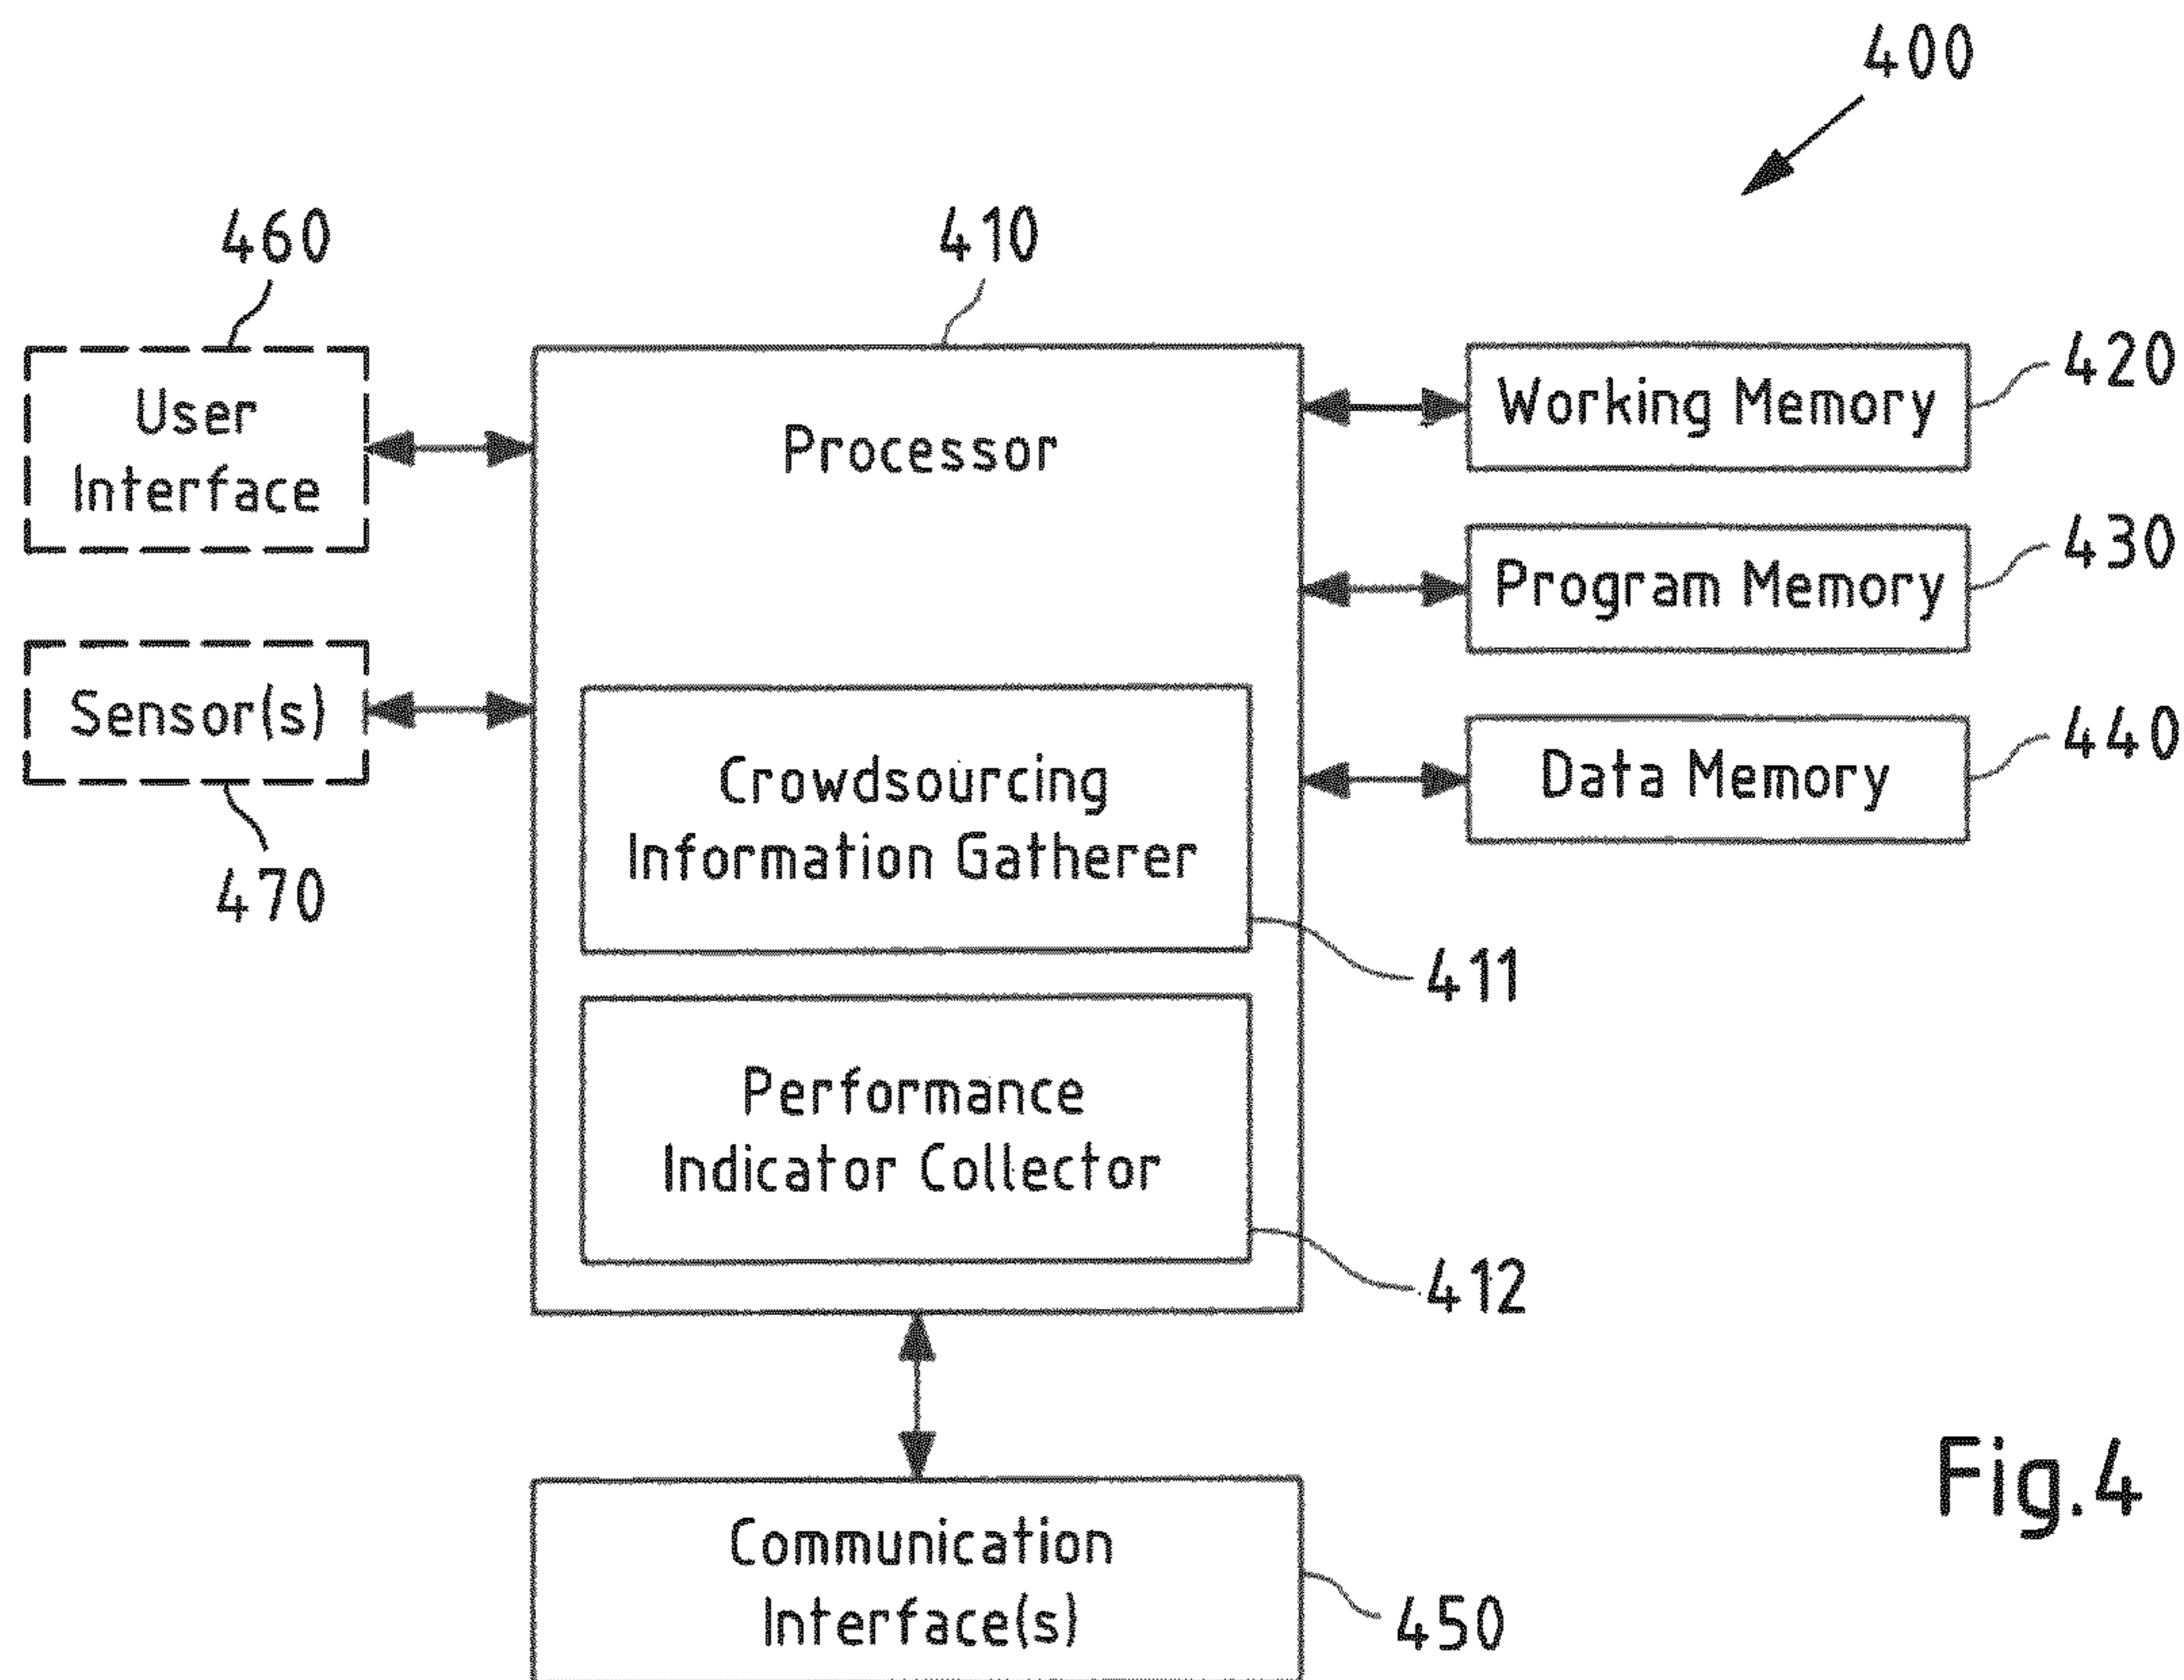 400
460
410
User
Interface
Processor
Working Memory
420
Program Memory
430
Sensor(s)
470
Data Memory
440
Crowdsourcing
Information Gatherer
411
Performance
Indicator Collector
412
Communication
Interface(s)
450
Fig.4